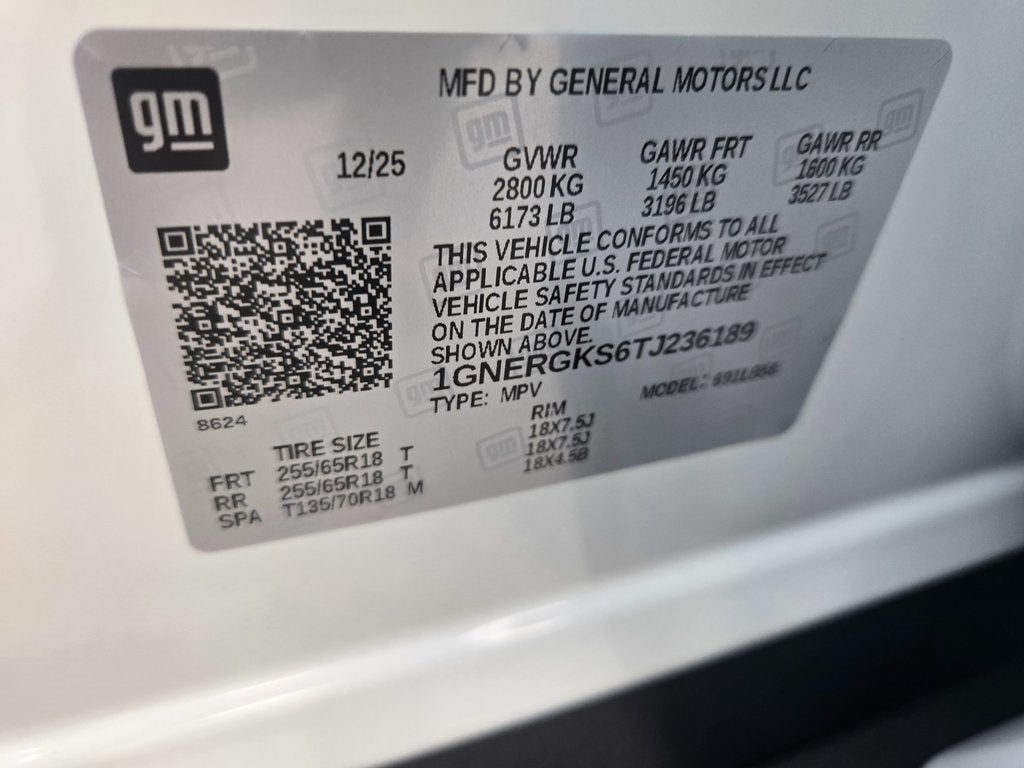 gm
MFD BY GENERAL MOTORS LLC
12/25
GVWR
2800 KG
6173 LB
GAWR FRT
1450 KG
3196 LB
GAWR RR
1600 KG
3527 LB
THIS VEHICLE CONFORMS TO ALL
APPLICABLE U.S. FEDERAL MOTOR
VEHICLE SAFETY STANDARDS IN EFFECT
ON THE DATE OF MANUFACTURE
SHOWN ABOVE.
1GNERGKS6TJ236189
TYPE: MPV
MODEL:
8624
TIRE SIZE
RIM
FRT 255/65R18 T 18X7.5J
RR 255/65R18 T 18X7.5J
SPA T135/70R18 M 18X4.5B